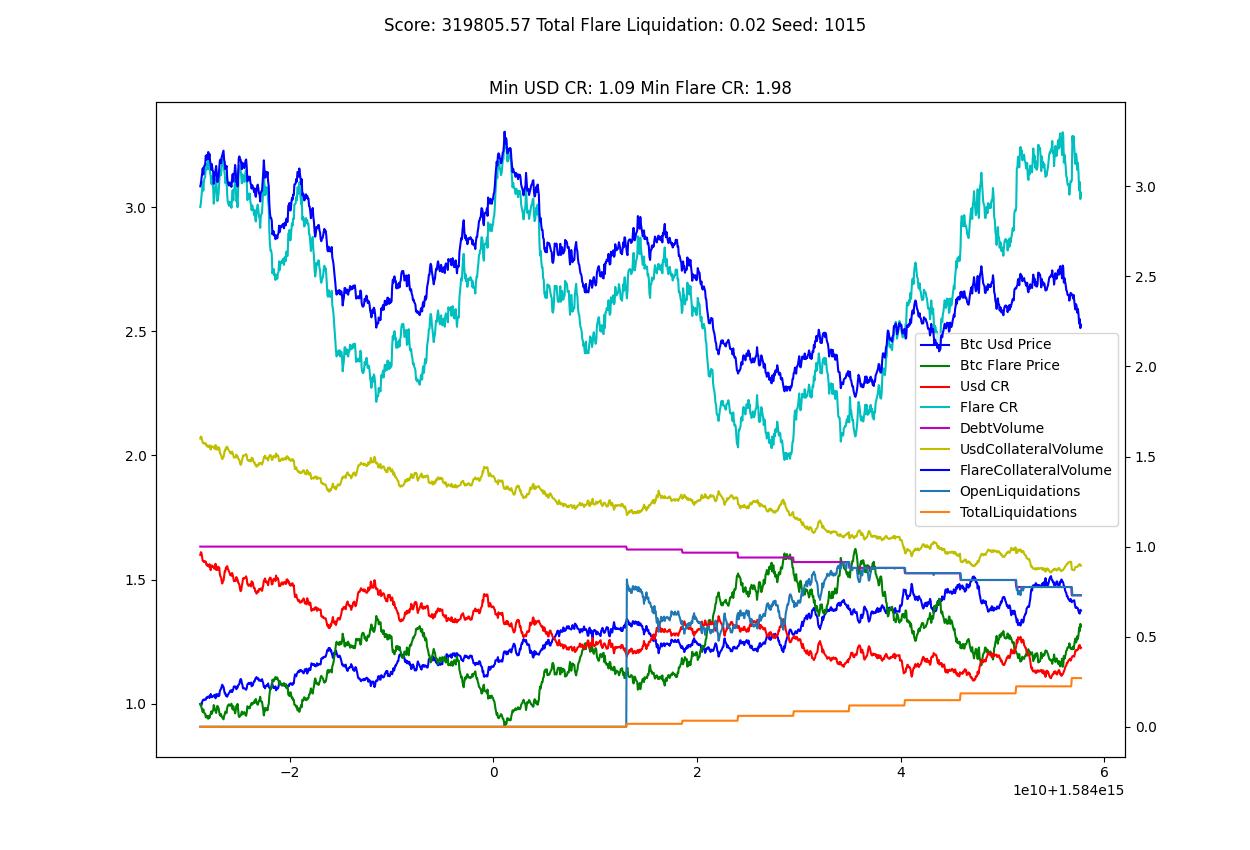 Score: 319805.57 Total Flare Liquidation: 0.02 Seed: 1015
Min USD CR: 1.09 Min Flare CR: 1.98
3.0
2.5
2.0
1.5
1.0
3.0
2.5
2.0
1.5
1.0
0.5
0.0
Btc Usd Price
Btc Flare Price
Usd CR
Flare CR
DebtVolume
UsdCollateralVolume
FlareCollateralVolume
OpenLiquidations
TotalLiquidations
−2 0 2 4 6
1e10+1.584e15